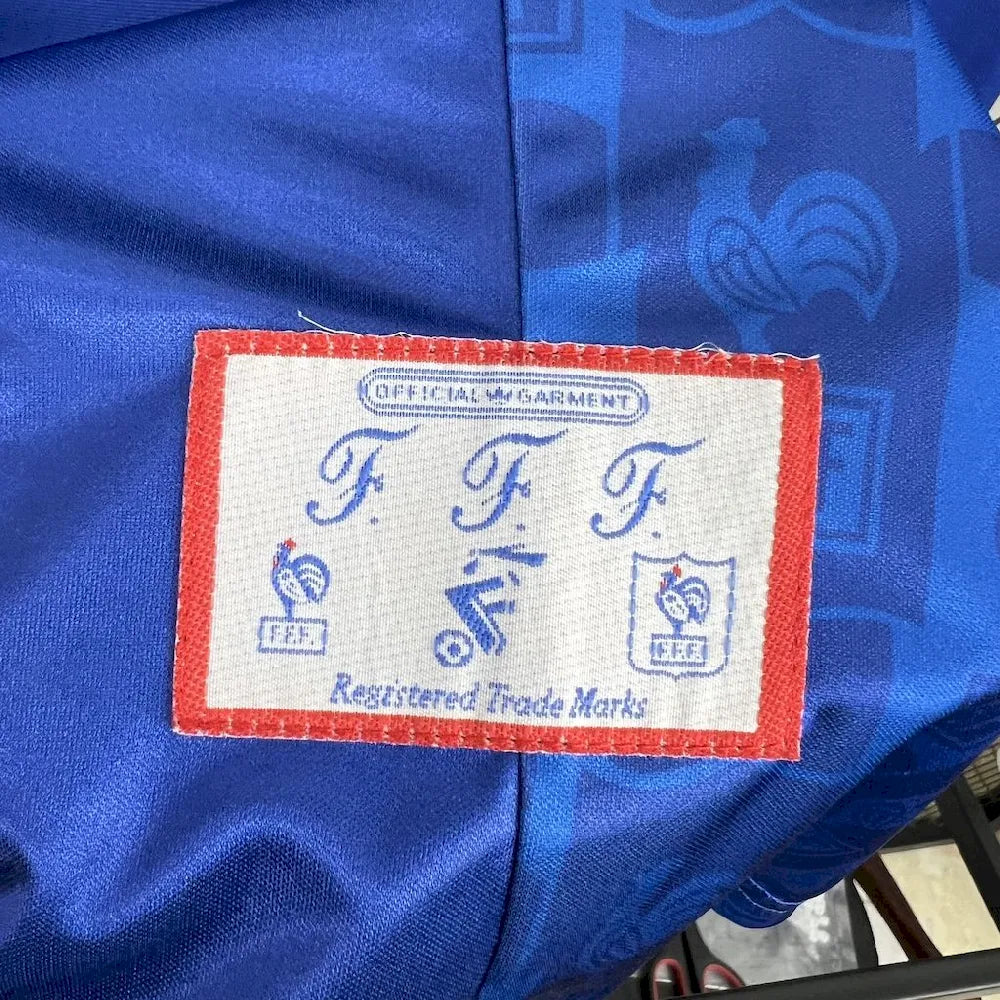 OFFICIAL GARMENT
F. F. F.
F.F.F.
F.F.F.
Registered Trade Marks